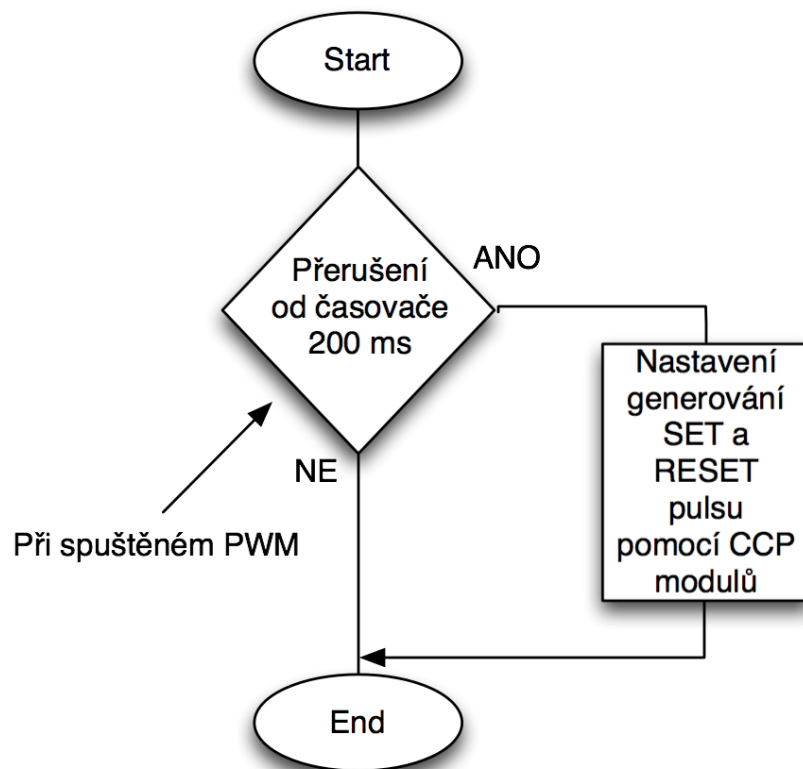 Start
Přerušení
od časovače
200 ms
ANO
Nastavení
generování
SET a
RESET
pulsu
pomocí CCP
modulů
NE
Při spuštěném PWM
End